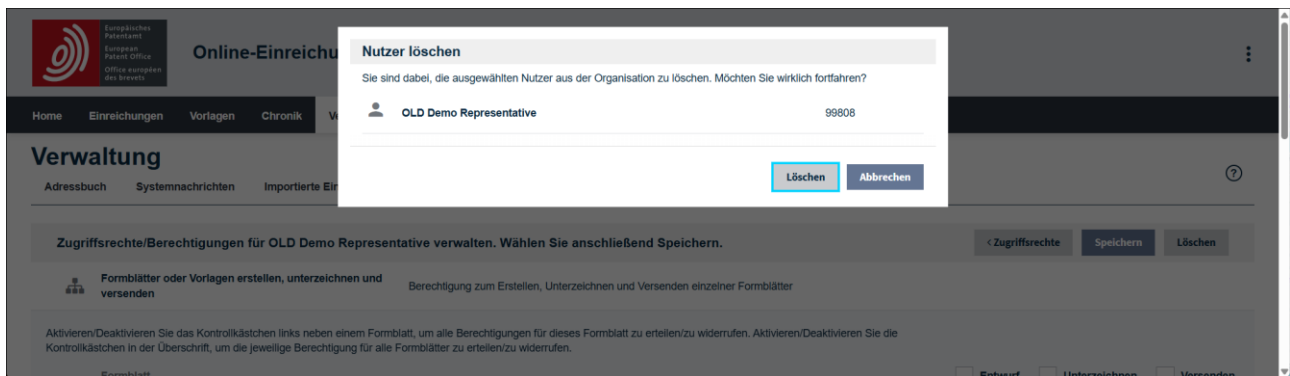 Europäisches
Patentamt
European
Patent Office
Office européen
des brevets
Online-Einreichu
Nutzer löschen
Sie sind dabei, die ausgewählten Nutzer aus der Organisation zu löschen. Möchten Sie wirklich fortfahren?
OLD Demo Representative 99808
Löschen Abbrechen
Home Einreichungen Vorlagen Chronik
Verwaltung
Adressbuch Systemnachrichten Importierte Ei
Zugriffsrechte/Berechtigungen für OLD Demo Representative verwalten. Wählen Sie anschließend Speichern. < Zugriffsrechte Speichern Löschen
Formblätter oder Vorlagen erstellen, unterzeichnen und
versenden
Berechtigung zum Erstellen, Unterzeichnen und Versenden einzelner Formblätter
Aktivieren/Deaktivieren Sie das Kontrollkästchen links neben einem Formblatt, um alle Berechtigungen für dieses Formblatt zu erteilen/zu widerrufen. Aktivieren/Deaktivieren Sie die
Kontrollkästchen in der Überschrift, um die jeweilige Berechtigung für alle Formblätter zu erteilen/zu widerrufen.
Formblatt Entwurf Unterzeichnen Versenden